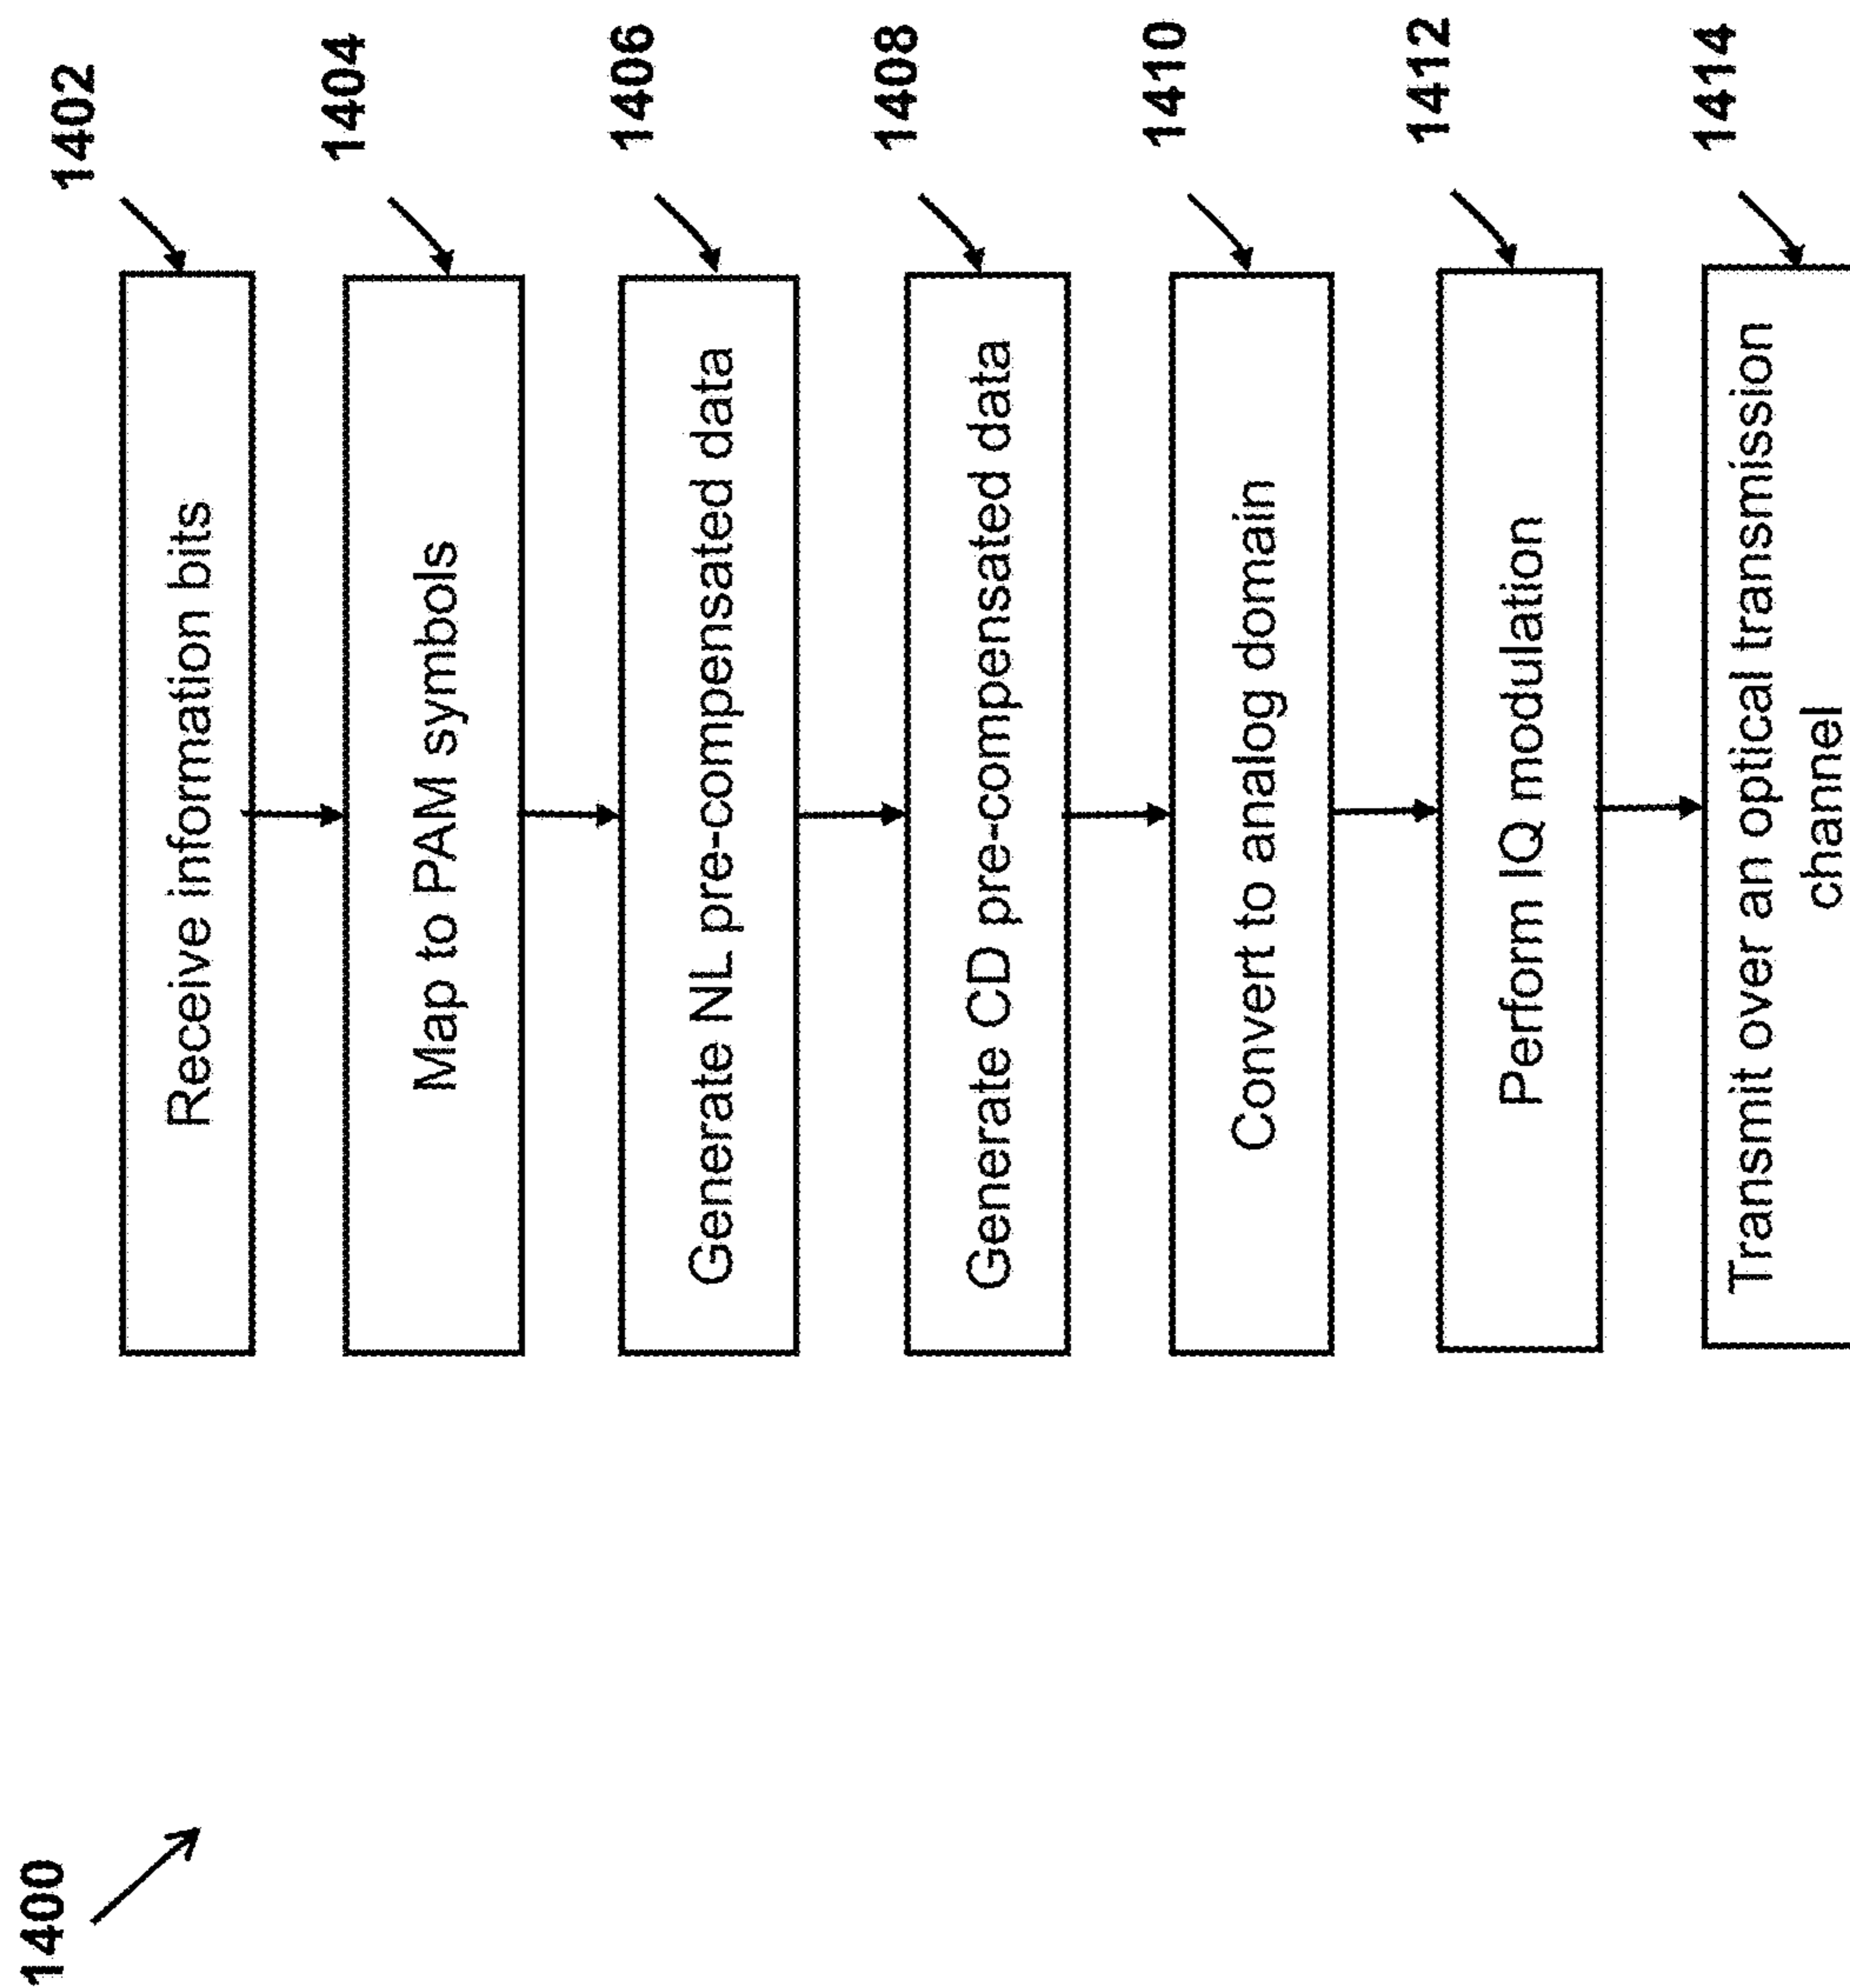 1400
1402
Receive information bits
1404
Map to PAM symbols
1406
Generate NL pre-compensated data
1408
Generate CD pre-compensated data
1410
Convert to analog domain
1412
Perform IQ modulation
1414
Transmit over an optical transmission
channel